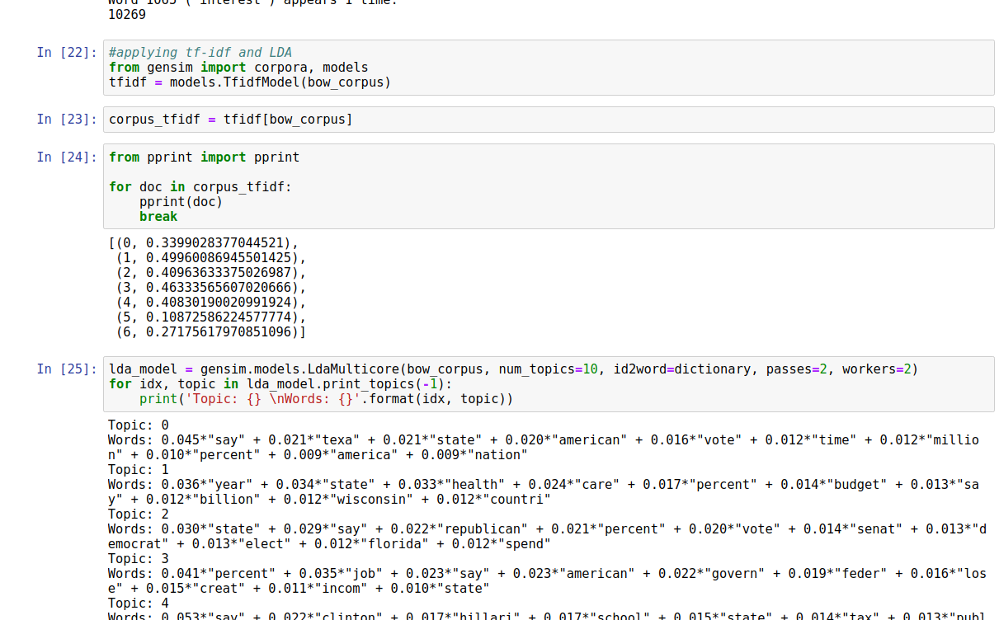 Word 1065 ("interest") appears 1 time.
10269
In [22]: #applying tf-idf and LDA
from gensim import corpora, models
tfidf = models.TfidfModel(bow_corpus)
In [23]: corpus_tfidf = tfidf[bow_corpus]
In [24]: from pprint import pprint
for doc in corpus_tfidf:
    pprint(doc)
    break
[(0, 0.3399028377044521),
 (1, 0.49960086945501425),
 (2, 0.40963633375026987),
 (3, 0.46333565607020666),
 (4, 0.40830190020991924),
 (5, 0.10872586224577774),
 (6, 0.27175617970851096)]
In [25]: lda_model = gensim.models.LdaMulticore(bow_corpus, num_topics=10, id2word=dictionary, passes=2, workers=2)
for idx, topic in lda_model.print_topics(-1):
    print('Topic: {} \nWords: {}'.format(idx, topic))
Topic: 0
Words: 0.045*"say" + 0.021*"texa" + 0.021*"state" + 0.020*"american" + 0.016*"vote" + 0.012*"time" + 0.012*"millio
n" + 0.010*"percent" + 0.009*"america" + 0.009*"nation"
Topic: 1
Words: 0.036*"year" + 0.034*"state" + 0.033*"health" + 0.024*"care" + 0.017*"percent" + 0.014*"budget" + 0.013*"sa
y" + 0.012*"billion" + 0.012*"wisconsin" + 0.012*"countri"
Topic: 2
Words: 0.030*"state" + 0.029*"say" + 0.022*"republican" + 0.021*"percent" + 0.020*"vote" + 0.014*"senat" + 0.013*"d
emocrat" + 0.013*"elect" + 0.012*"florida" + 0.012*"spend"
Topic: 3
Words: 0.041*"percent" + 0.035*"job" + 0.023*"say" + 0.023*"american" + 0.022*"govern" + 0.019*"feder" + 0.016*"los
e" + 0.015*"creat" + 0.011*"incom" + 0.010*"state"
Topic: 4
Words: 0.053*"say" + 0.022*"clinton" + 0.017*"hillari" + 0.017*"school" + 0.015*"state" + 0.014*"tax" + 0.013*"publ